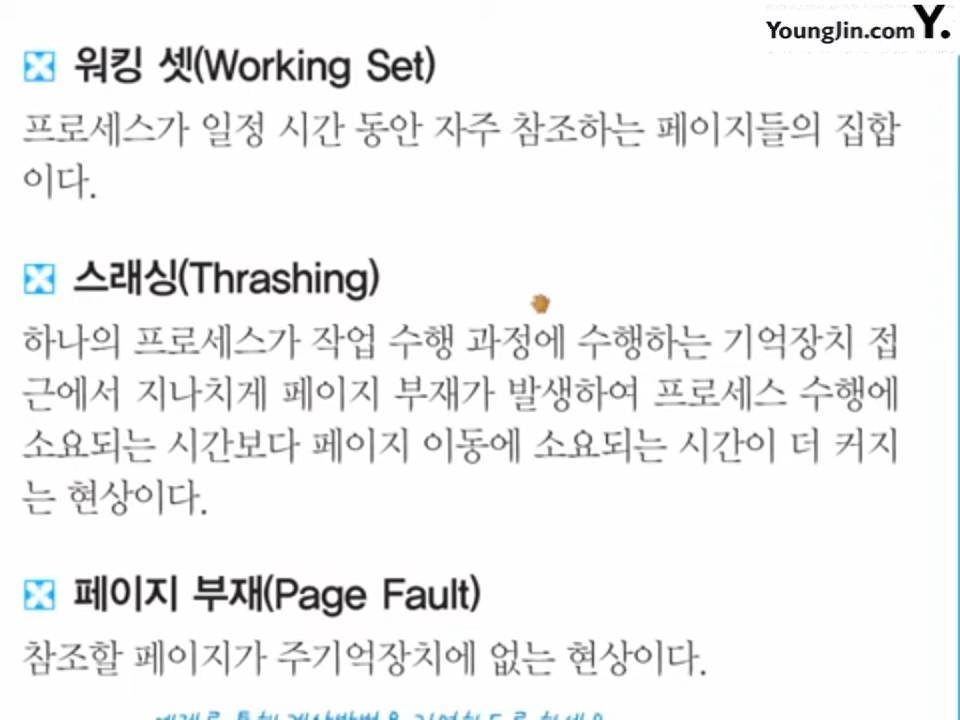 YoungJin.com Y.
워킹 셋(Working Set)
프로세스가 일정 시간 동안 자주 참조하는 페이지들의 집합
이다.
스래싱(Thrashing)
하나의 프로세스가 작업 수행 과정에 수행하는 기억장치 접
근에서 지나치게 페이지 부재가 발생하여 프로세스 수행에
소요되는 시간보다 페이지 이동에 소요되는 시간이 더 커지
는 현상이다.
페이지 부재(Page Fault)
참조할 페이지가 주기억장치에 없는 현상이다.